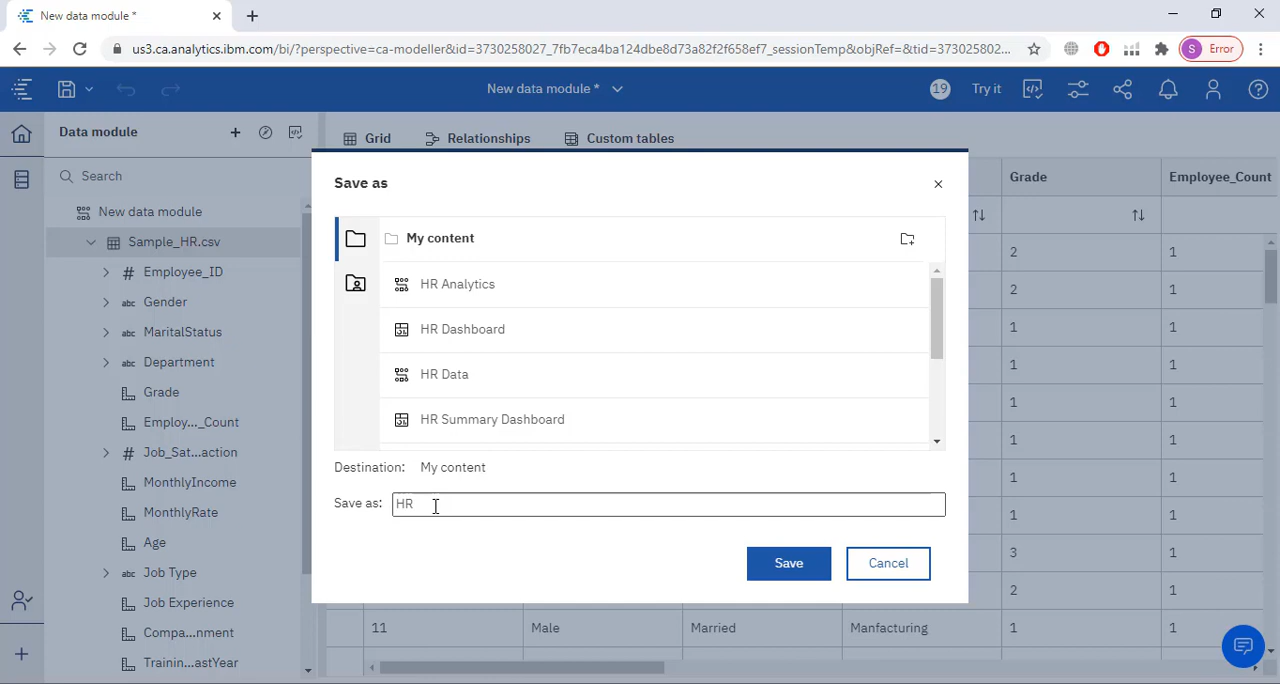 New data module *
us3.ca.analytics.ibm.com/bi/?perspective=ca-modeller&id=3730258027_7fb7eca4ba124dbe8d73a82f2f658ef7_sessionTemp&objRef=&tid=373025802...
S Error
New data module *
19 Try it
Data module
Grid Relationships Custom tables
Search
New data module
Sample_HR.csv
# Employee_ID
abc Gender
abc MaritalStatus
abc Department
Grade
Employ..._Count
# Job_Sat...action
MonthlyIncome
MonthlyRate
Age
abc Job Type
Job Experience
Compa...nment
Trainin...astYear
Save as
My content
HR Analytics
HR Dashboard
HR Data
HR Summary Dashboard
Destination: My content
Save as: HR
Save Cancel
Grade Employee_Count
2 1
2 1
1 1
1 1
1 1
1 1
1 1
1 1
3 1
2 1
11 Male Married Manfacturing 1 1